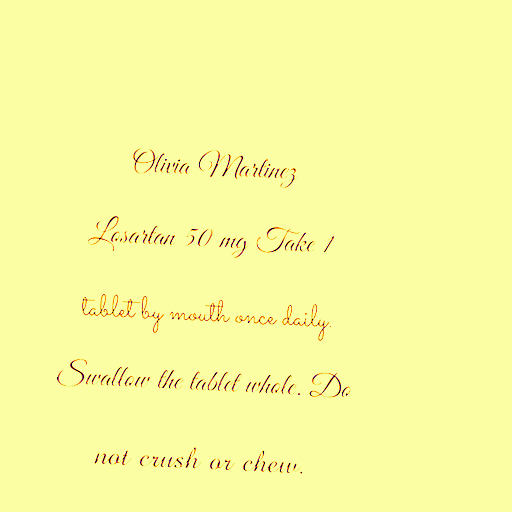 Olivia Martinez
Losartan 50 mg Take 1
tablet by mouth once daily.
Swallow the tablet whole. Do
not crush or chew.